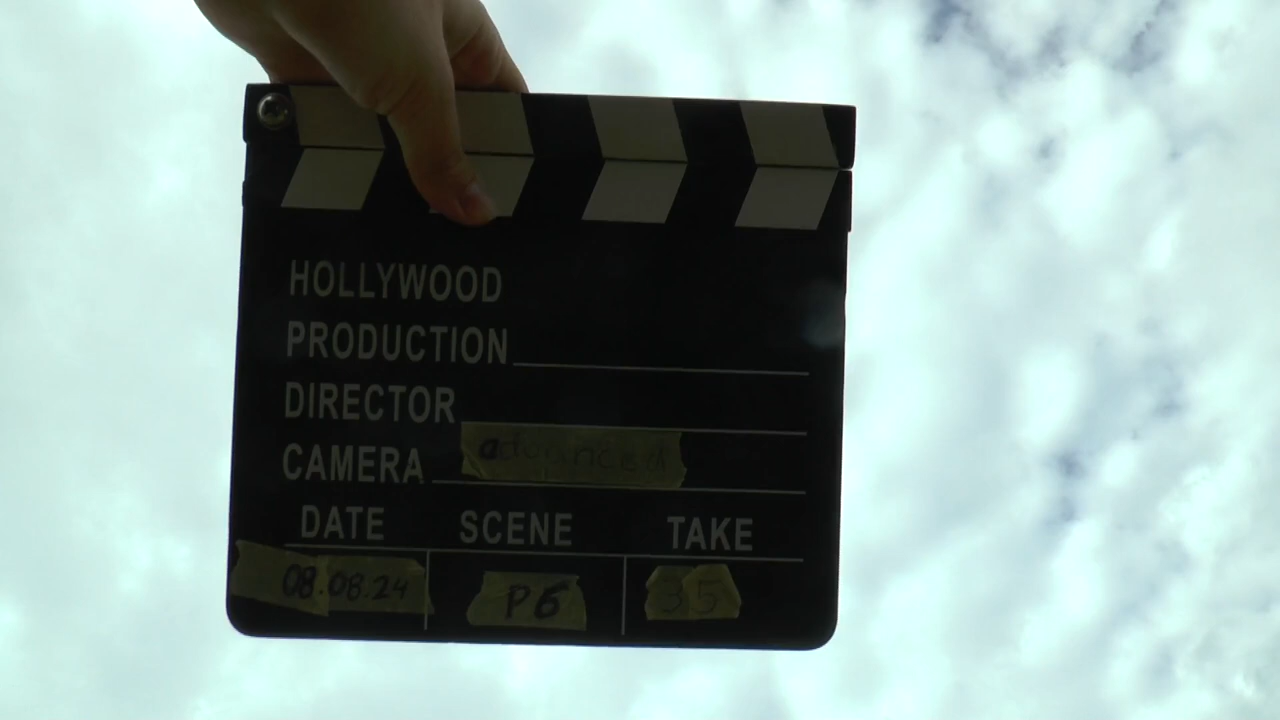 HOLLYWOOD
PRODUCTION
DIRECTOR
CAMERA
DATE SCENE TAKE
08.08.24 P6 35